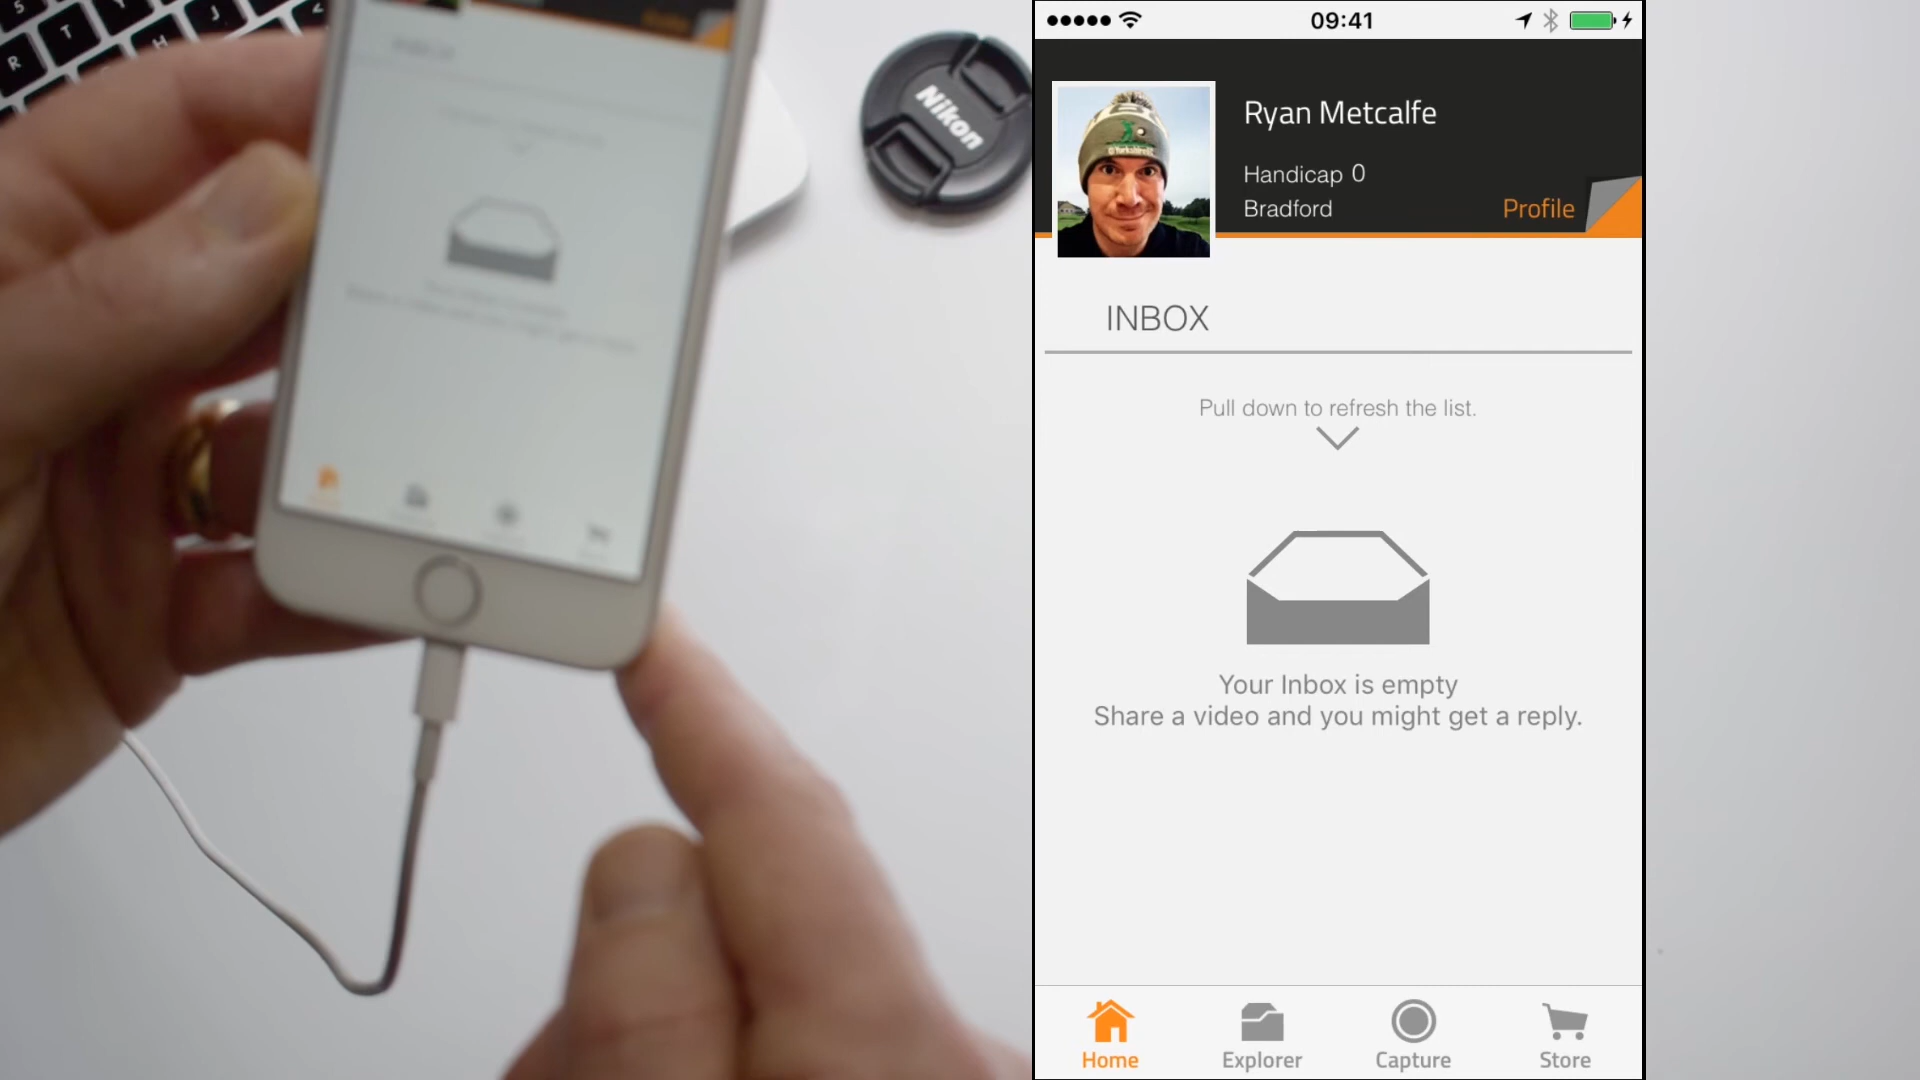 R
T
H
J
Nikon
09:41
Ryan Metcalfe
Handicap 0
Bradford
Profile
INBOX
Pull down to refresh the list.
Your Inbox is empty
Share a video and you might get a reply.
Home
Explorer
Capture
Store